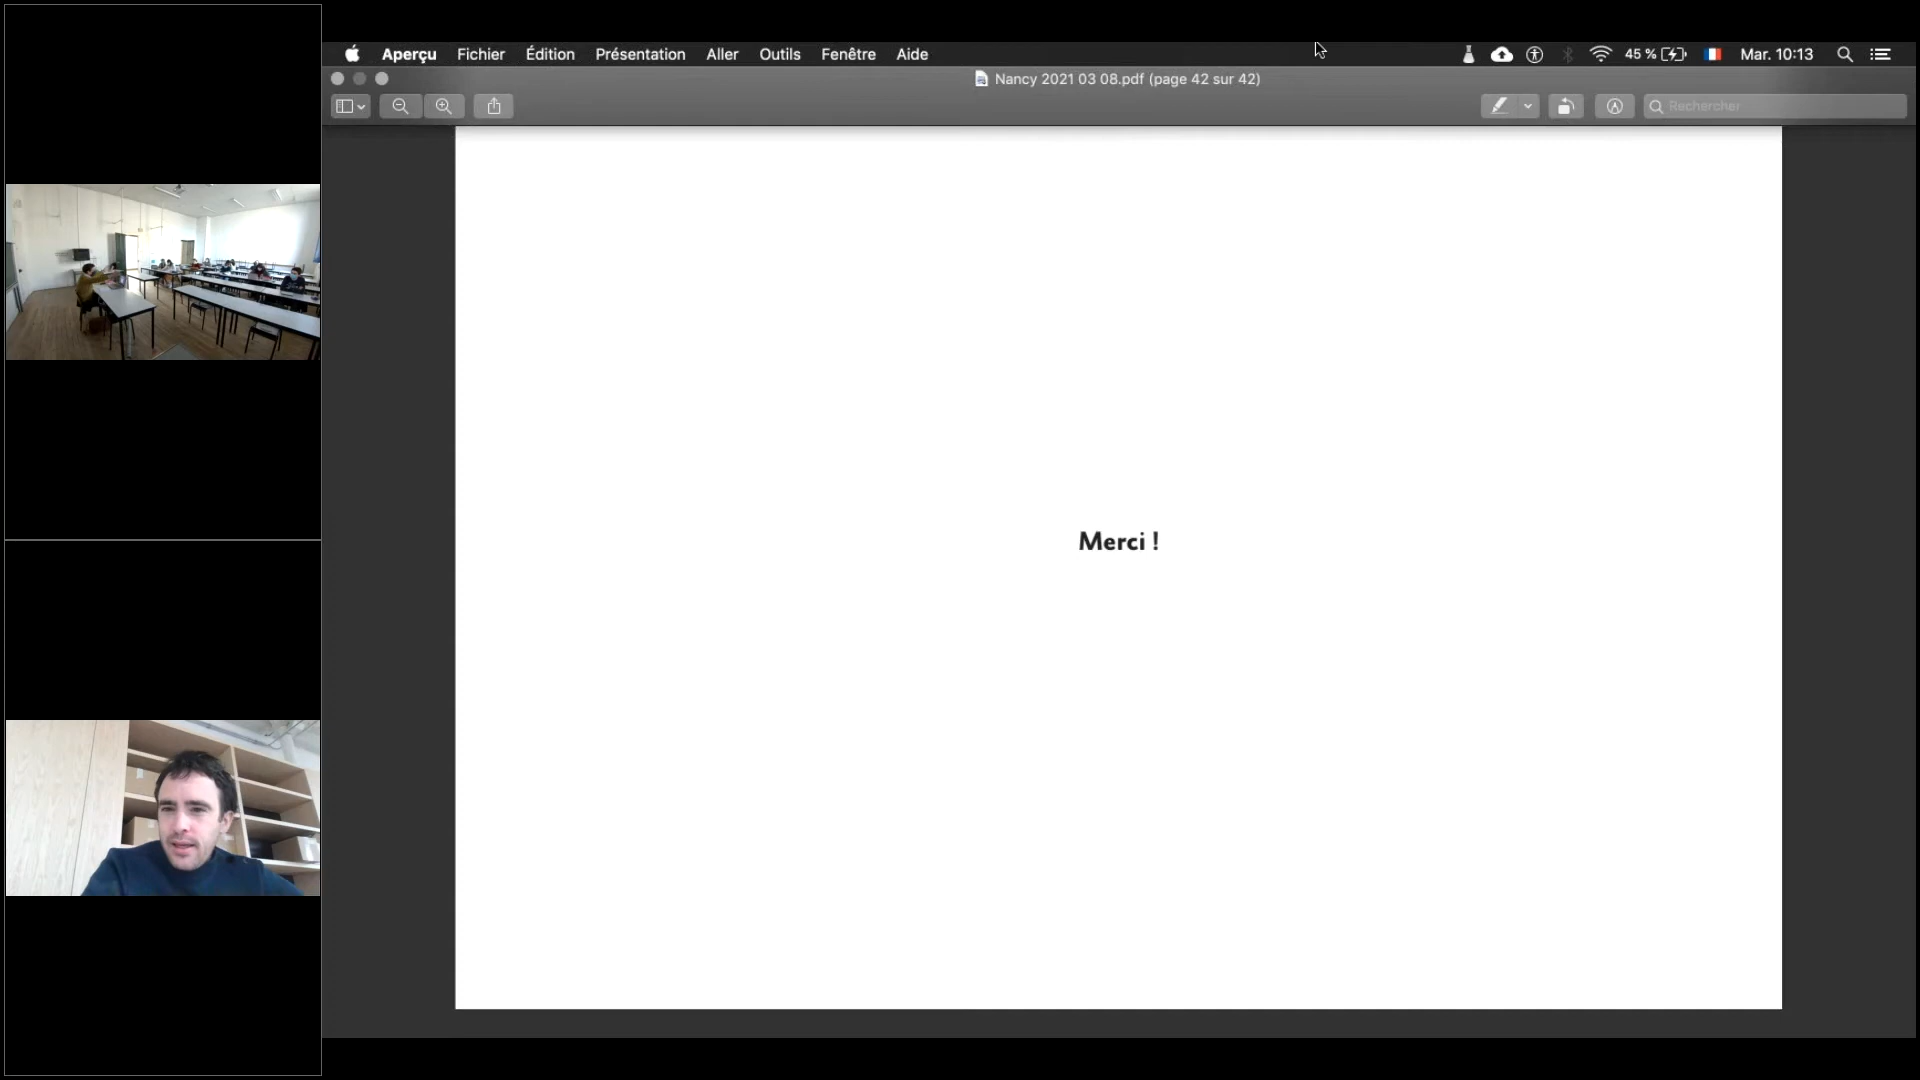 Aperçu Fichier Édition Présentation Aller Outils Fenêtre Aide 45 % Mar. 10:13
Nancy 2021 03 08.pdf (page 42 sur 42)
Rechercher
Merci !